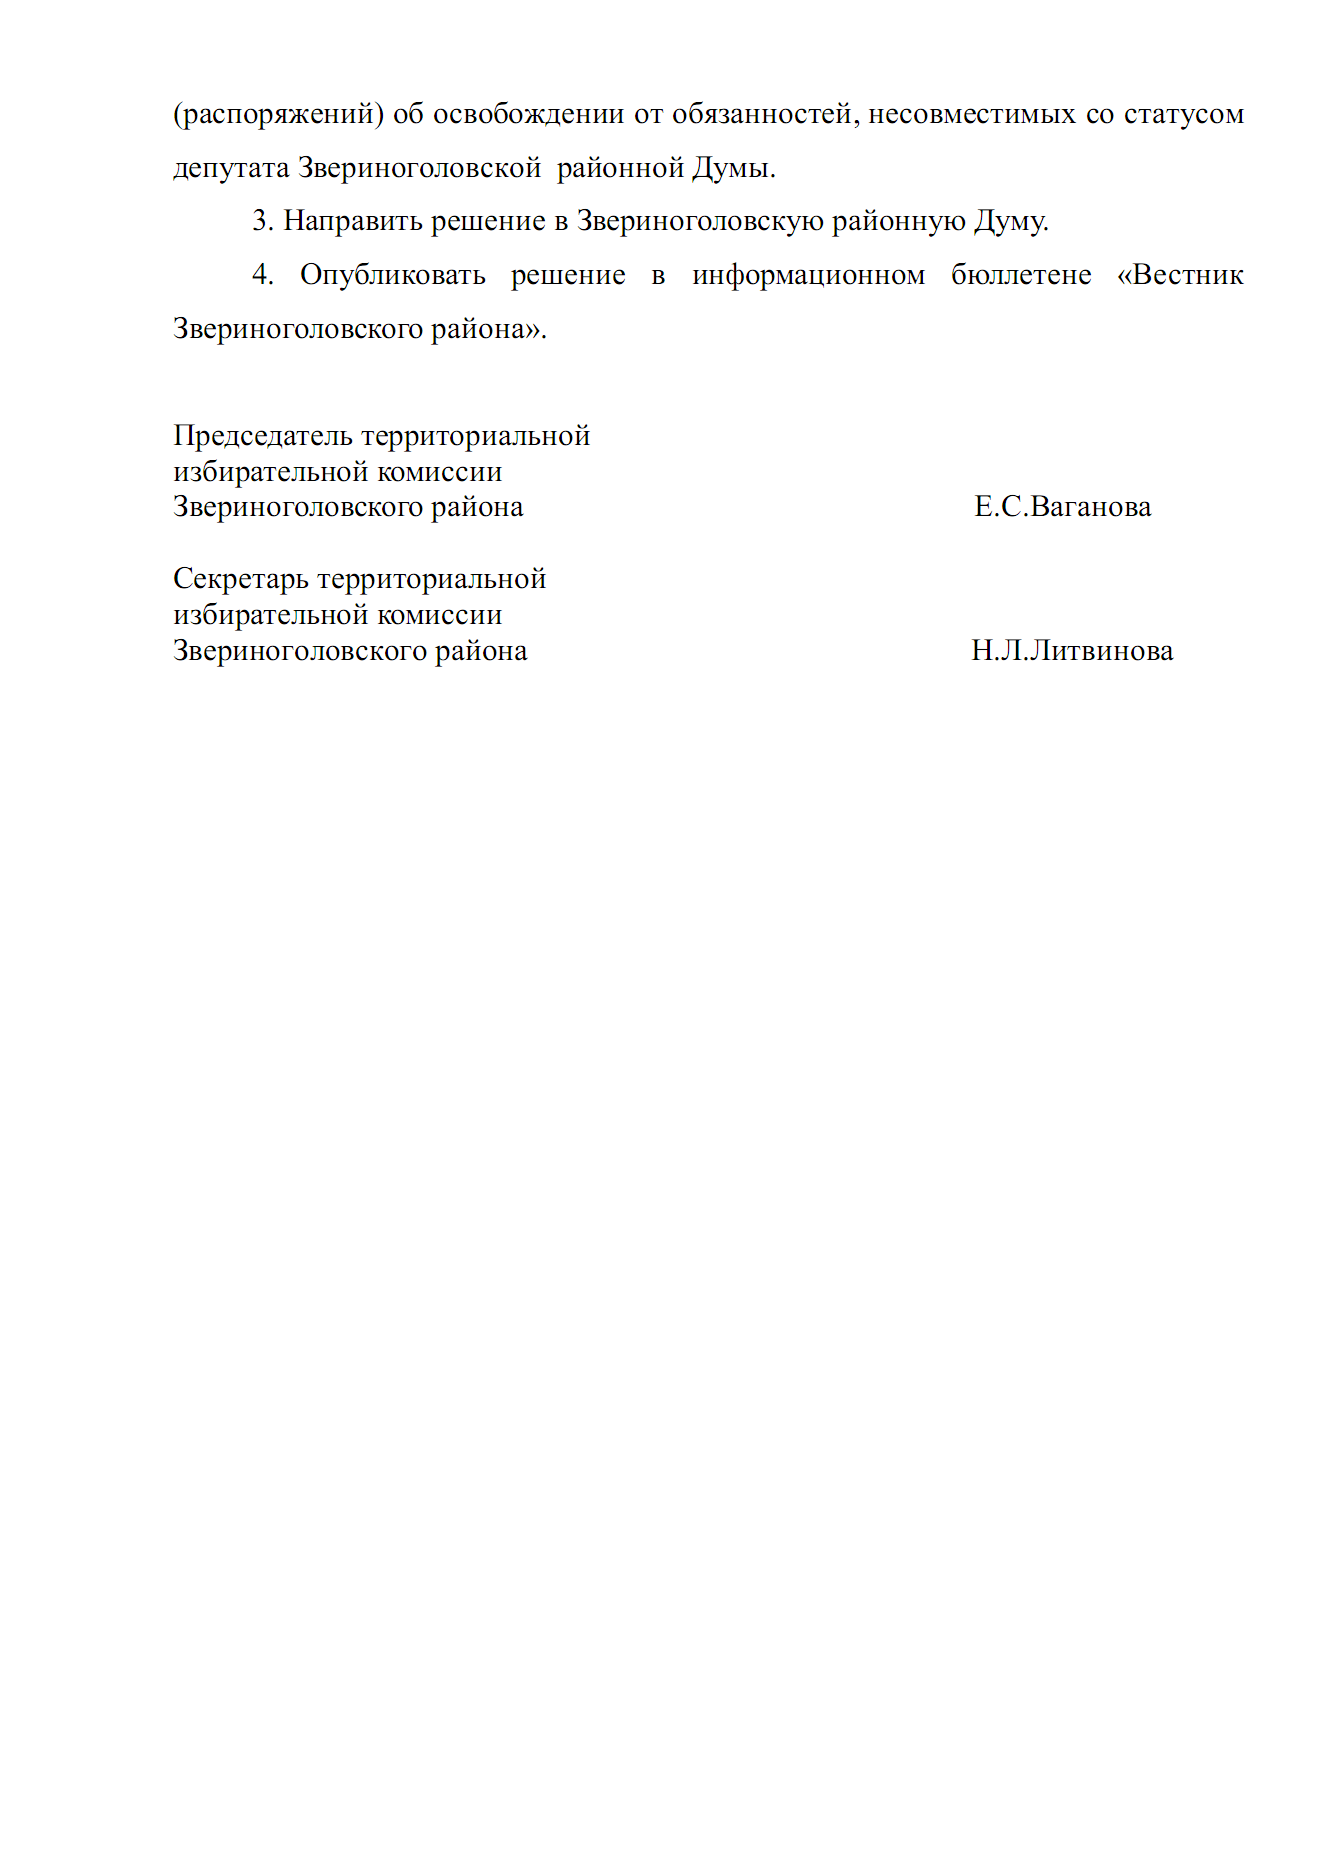 (распоряжений) об освобождении от обязанностей, несовместимых со статусом
депутата Звериноголовской  районной Думы.
3. Направить решение в Звериноголовскую районную Думу.
4. Опубликовать решение в информационном бюллетене «Вестник
Звериноголовского района».
Председатель территориальной
избирательной комиссии
Звериноголовского района Е.С.Ваганова
Секретарь территориальной
избирательной комиссии
Звериноголовского района Н.Л.Литвинова